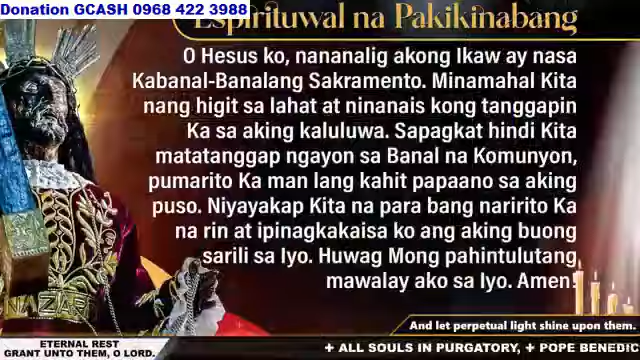 Donation GCASH 0968 422 3988
Espirituwal na Pakikinabang
O Hesus ko, nananalig akong Ikaw ay nasa
Kabanal-Banalang Sakramento. Minamahal Kita
nang higit sa lahat at ninanais kong tanggapin
Ka sa aking kaluluwa. Sapagkat hindi Kita
matatanggap ngayon sa Banal na Komunyon,
pumarito Ka man lang kahit papaano sa aking
puso. Niyayakap Kita na para bang naririto Ka
na rin at ipinagkakaisa ko ang aking buong
sarili sa Iyo. Huwag Mong pahintulutang
mawalay ako sa Iyo. Amen!
NAZAR
And let perpetual light shine upon them.
ETERNAL REST
GRANT UNTO THEM, O LORD.
+ ALL SOULS IN PURGATORY, + POPE BENEDIC